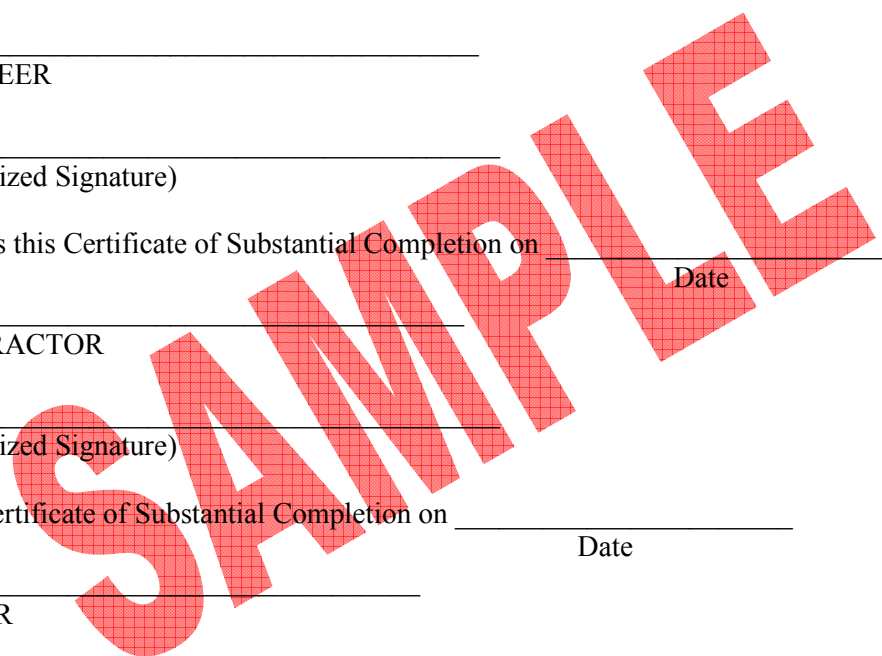 EER
ized Signature)
s this Certificate of Substantial Completion on
Date
RACTOR
ized Signature)
ertificate of Substantial Completion on
Date
R
SAMPLE